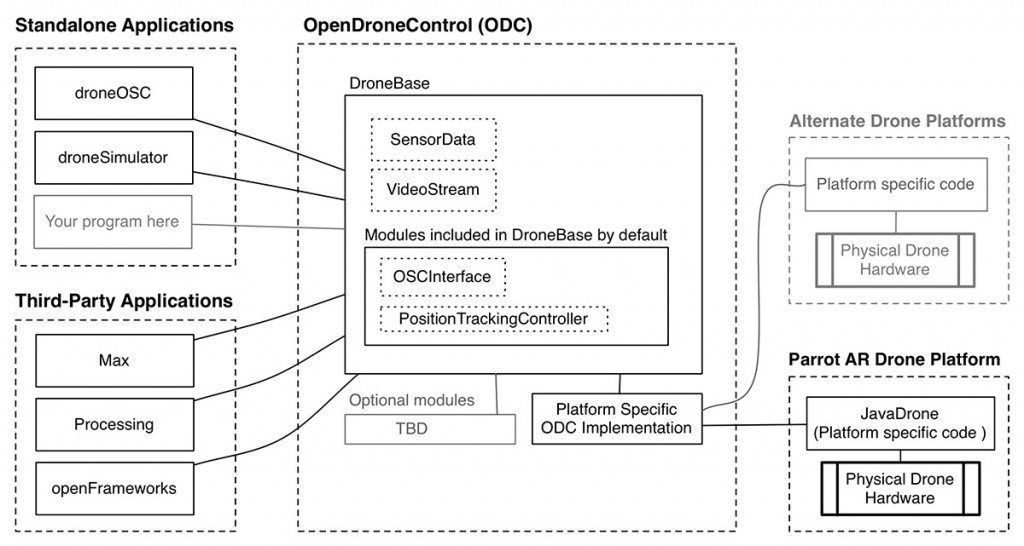 Standalone Applications
droneOSC
droneSimulator
Your program here
Third-Party Applications
Max
Processing
openFrameworks
OpenDroneControl (ODC)
DroneBase
SensorData
VideoStream
Modules included in DroneBase by default
OSCInterface
PositionTrackingController
Optional modules
TBD
Platform Specific
ODC Implementation
Alternate Drone Platforms
Platform specific code
Physical Drone
Hardware
Parrot AR Drone Platform
JavaDrone
(Platform specific code )
Physical Drone
Hardware